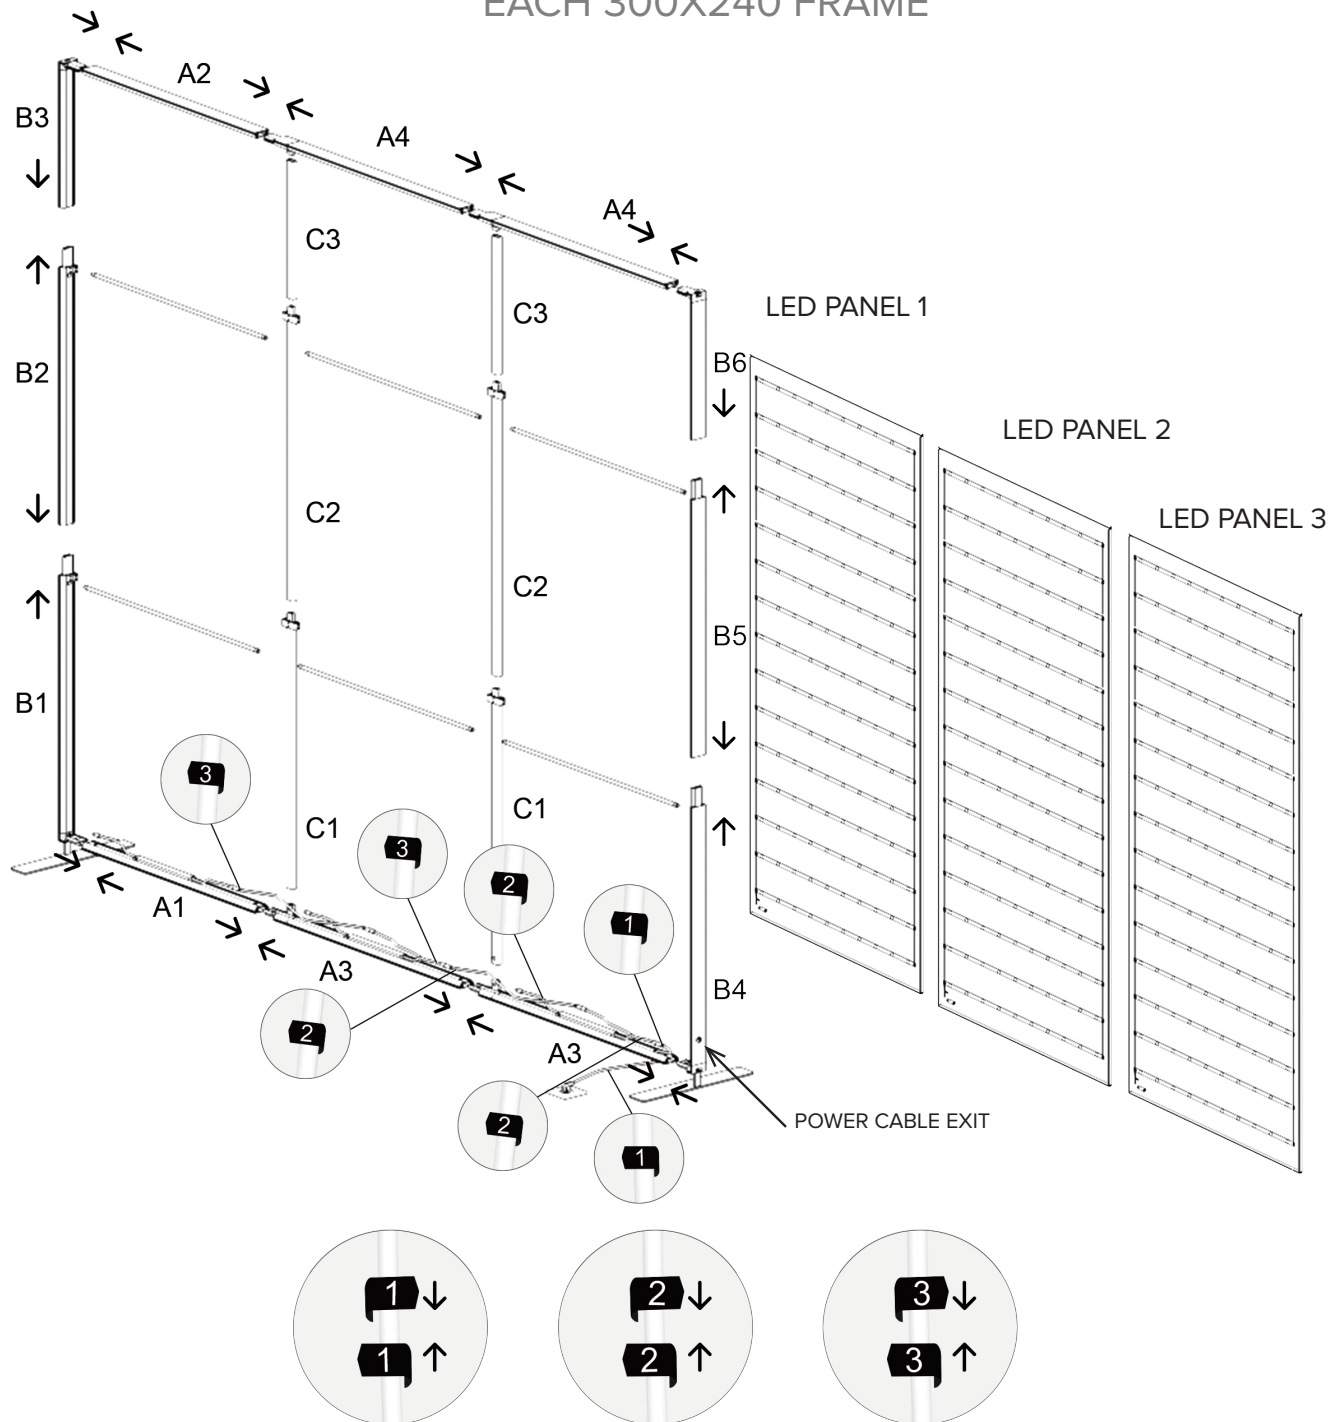 EACH 300X240 FRAME
A2
B3
A4
A4
C3
LED PANEL 1
C3
B6
B2
LED PANEL 2
C2
LED PANEL 3
C2
B5
B1
3
C1
C1
3
2
1
A1
A3
B4
2
A3
2
POWER CABLE EXIT
1
1
2
3
1
2
3